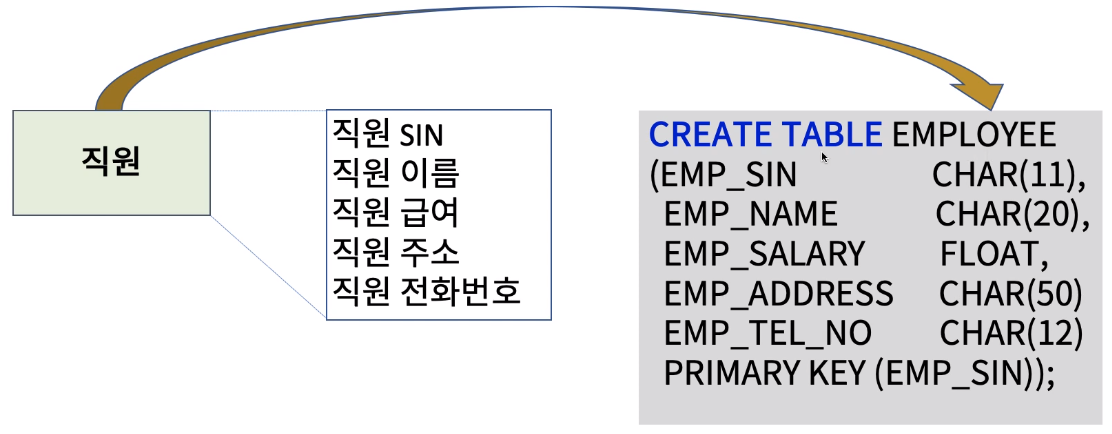 직원
직원 SIN
직원 이름
직원 급여
직원 주소
직원 전화번호
CREATE TABLE EMPLOYEE
(EMP_SIN CHAR(11),
EMP_NAME CHAR(20),
EMP_SALARY FLOAT,
EMP_ADDRESS CHAR(50)
EMP_TEL_NO CHAR(12)
PRIMARY KEY (EMP_SIN));